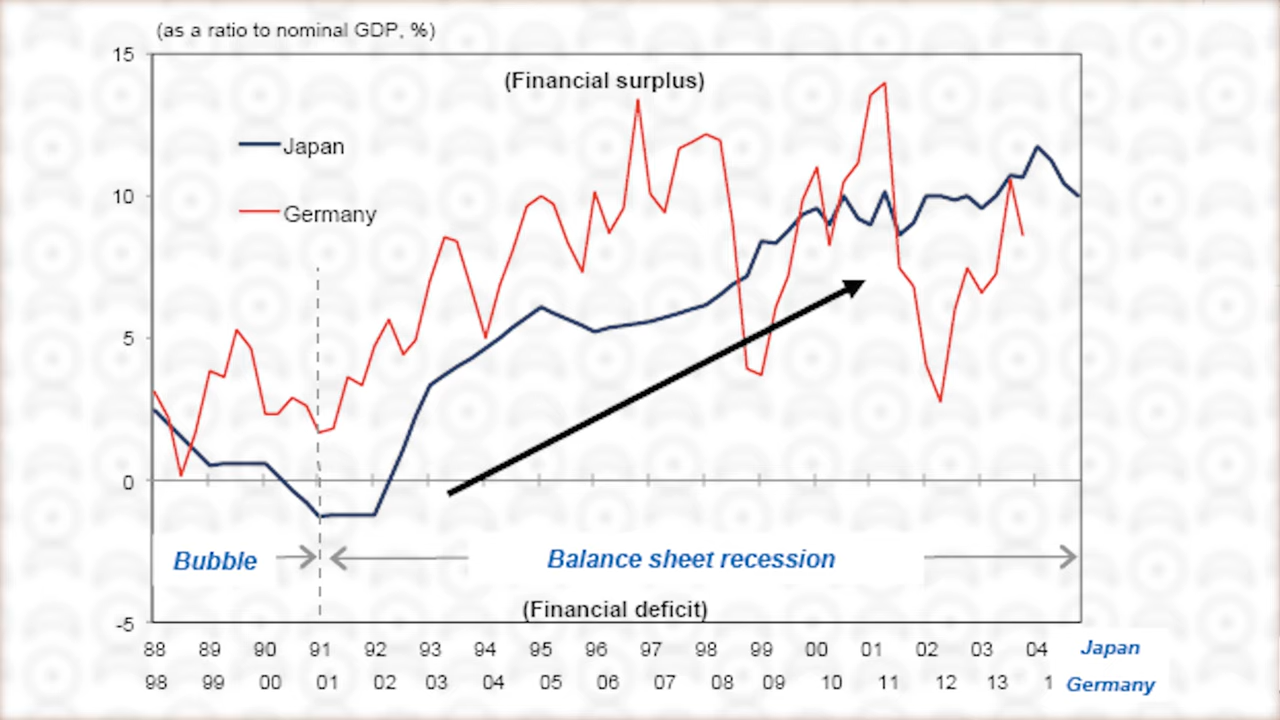 (as a ratio to nominal GDP, %)
15
(Financial surplus)
Japan
10
Germany
5
0
Bubble
Balance sheet recession
(Financial deficit)
-5
88 89 90 91 92 93 94 95 96 97 98 99 00 01 02 03 04 Japan
98 99 00 01 02 03 04 05 06 07 08 09 10 11 12 13 1 Germany